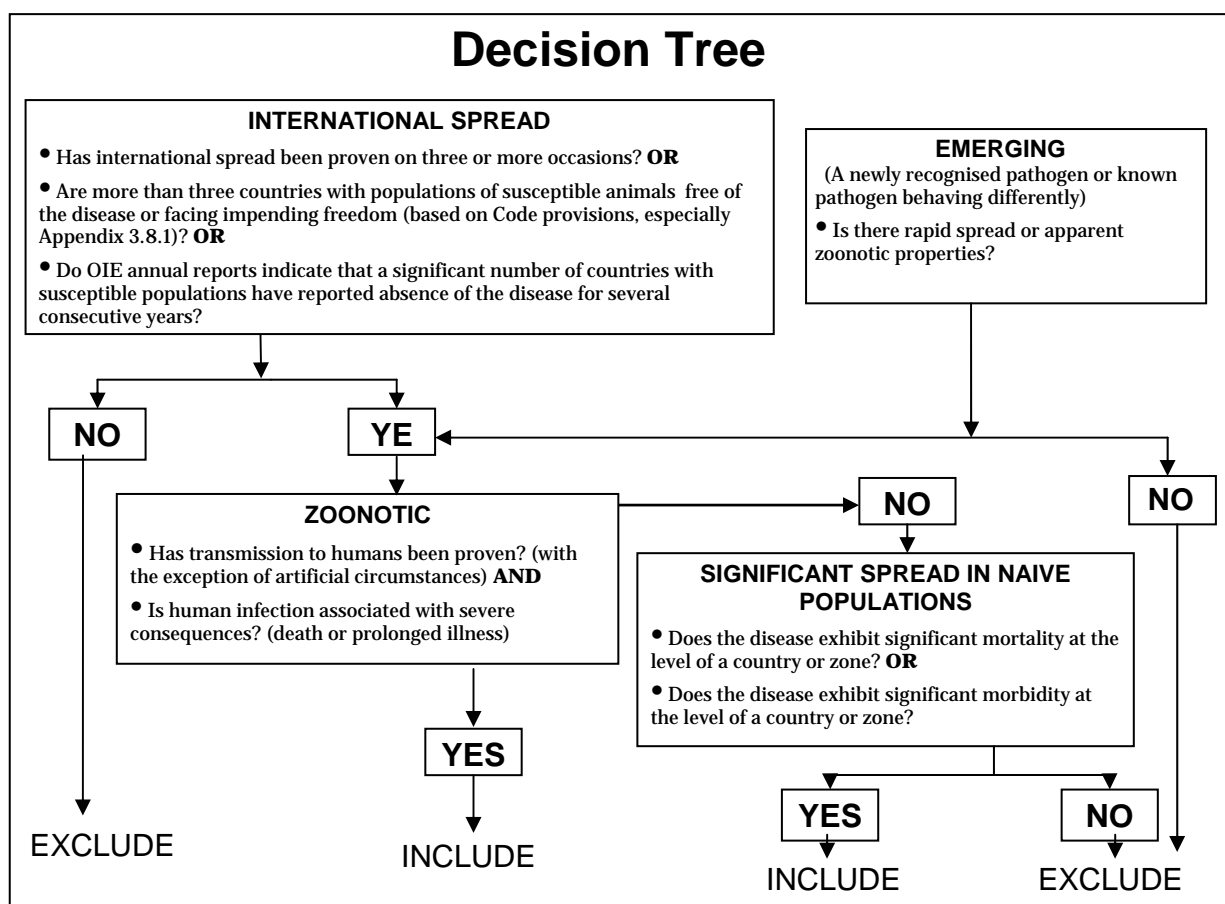 Decision Tree
INTERNATIONAL SPREAD
• Has international spread been proven on three or more occasions? OR
• Are more than three countries with populations of susceptible animals free
of the disease or facing impending freedom (based on Code provisions, especially
Appendix 3.8.1)? OR
• Do OIE annual reports indicate that a significant number of countries with
susceptible populations have reported absence of the disease for several
consecutive years?
EMERGING
(A newly recognised pathogen or known
pathogen behaving differently)
• Is there rapid spread or apparent
zoonotic properties?
NO
YE
NO
NO
ZOONOTIC
• Has transmission to humans been proven? (with
the exception of artificial circumstances) AND
• Is human infection associated with severe
consequences? (death or prolonged illness)
SIGNIFICANT SPREAD IN NAIVE
POPULATIONS
• Does the disease exhibit significant mortality at the
level of a country or zone? OR
• Does the disease exhibit significant morbidity at
the level of a country or zone?
YES
YES
NO
EXCLUDE
INCLUDE
INCLUDE
EXCLUDE